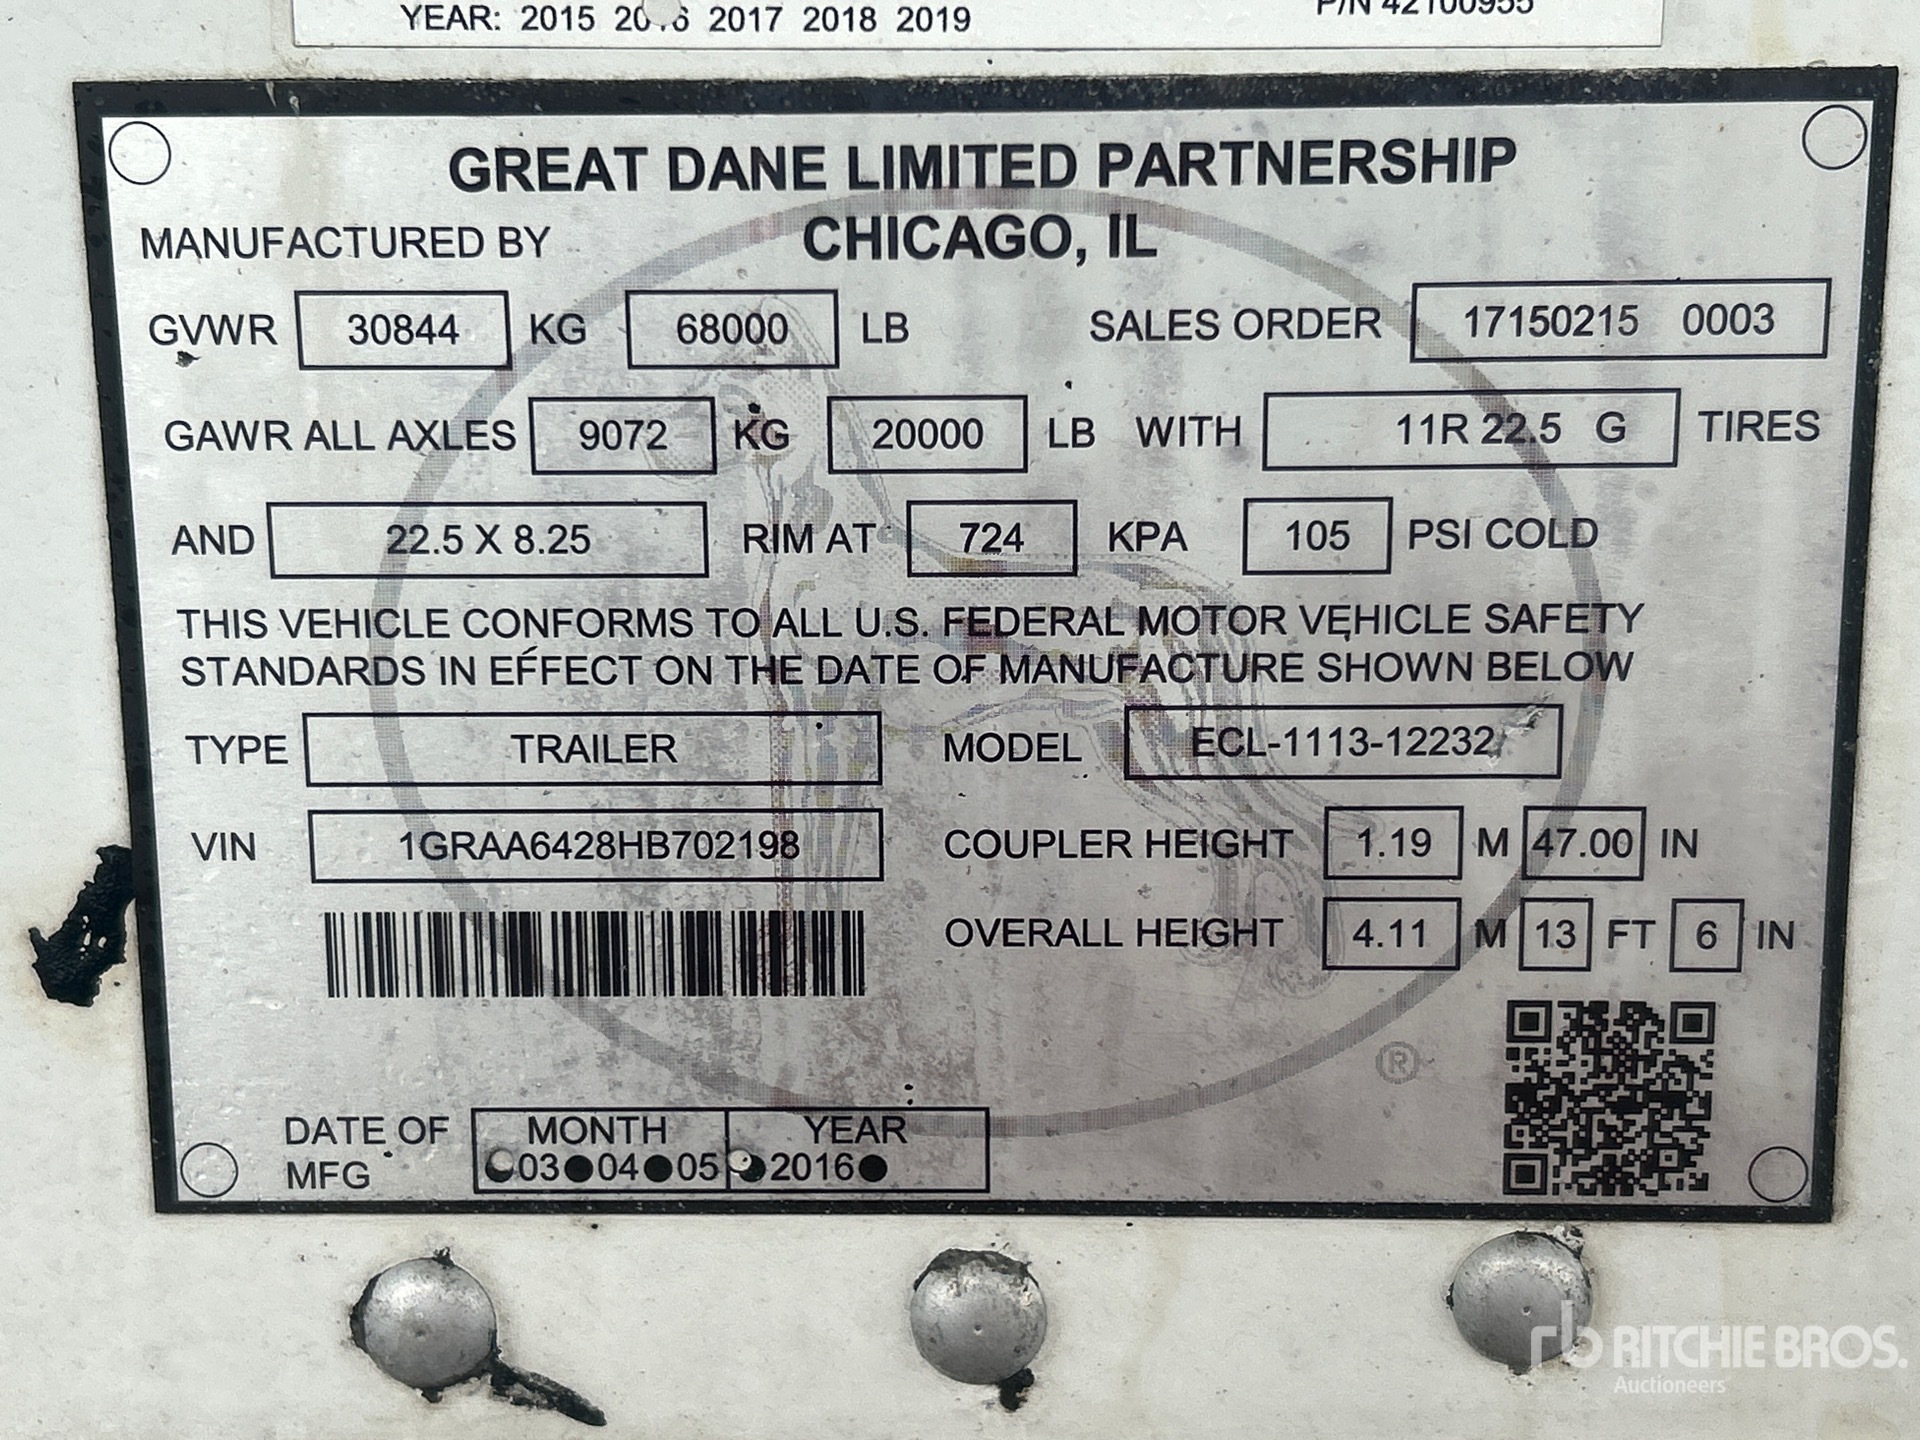 YEAR: 2015 2016 2017 2018 2019
P/N 42100955
GREAT DANE LIMITED PARTNERSHIP
MANUFACTURED BY CHICAGO, IL
GVWR 30844 KG 68000 LB SALES ORDER 17150215 0003
GAWR ALL AXLES 9072 KG 20000 LB WITH 11R 22.5 G TIRES
AND 22.5 X 8.25 RIM AT 724 KPA 105 PSI COLD
THIS VEHICLE CONFORMS TO ALL U.S. FEDERAL MOTOR VEHICLE SAFETY
STANDARDS IN EFFECT ON THE DATE OF MANUFACTURE SHOWN BELOW
TYPE TRAILER MODEL ECL-1113-12232
VIN 1GRAA6428HB702198 COUPLER HEIGHT 1.19 M 47.00 IN
OVERALL HEIGHT 4.11 M 13 FT 6 IN
®
DATE OF MFG MONTH YEAR
●03●04●05 ●2016●
rb RITCHIE BROS.
Auctioneers